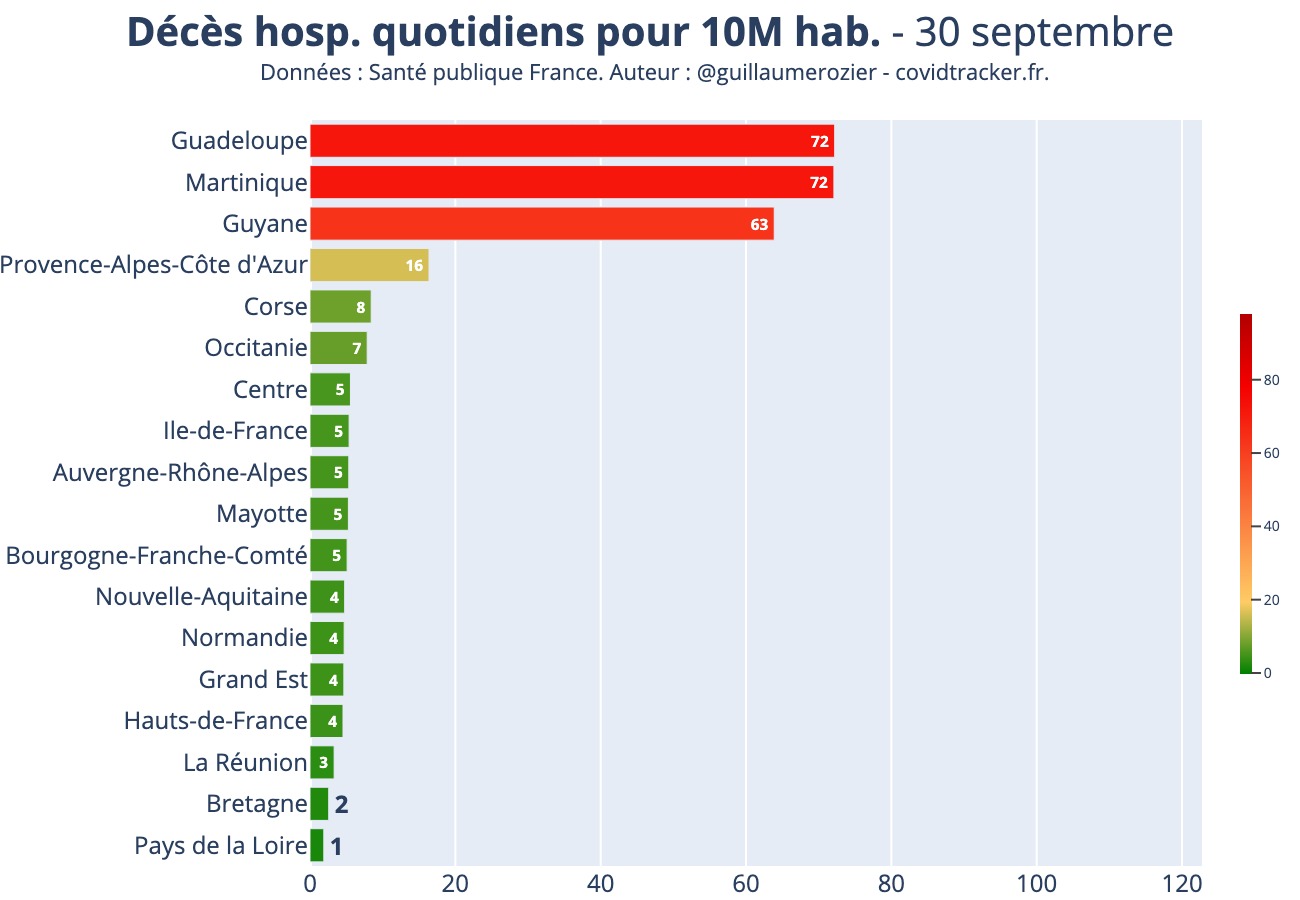 Décès hosp. quotidiens pour 10M hab. - 30 septembre
Données : Santé publique France. Auteur : @guillaumerozier - covidtracker.fr.
Guadeloupe 72
Martinique 72
Guyane 63
Provence-Alpes-Côte d'Azur 16
Corse 8
Occitanie 7
Centre 5
Ile-de-France 5
Auvergne-Rhône-Alpes 5
Mayotte 5
Bourgogne-Franche-Comté 5
Nouvelle-Aquitaine 4
Normandie 4
Grand Est 4
Hauts-de-France 4
La Réunion 3
Bretagne 2
Pays de la Loire 1
0 20 40 60 80 100 120
80
60
40
20
0